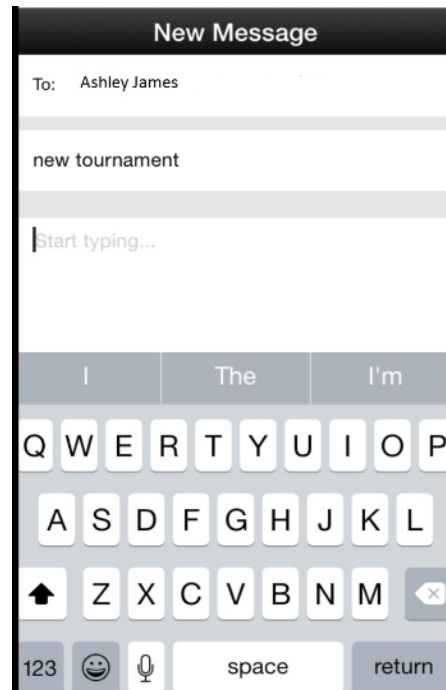 New Message
To: Ashley James
new tournament
Start typing...
I The I'm
Q W E R T Y U I O P
A S D F G H J K L
Z X C V B N M
123 space return